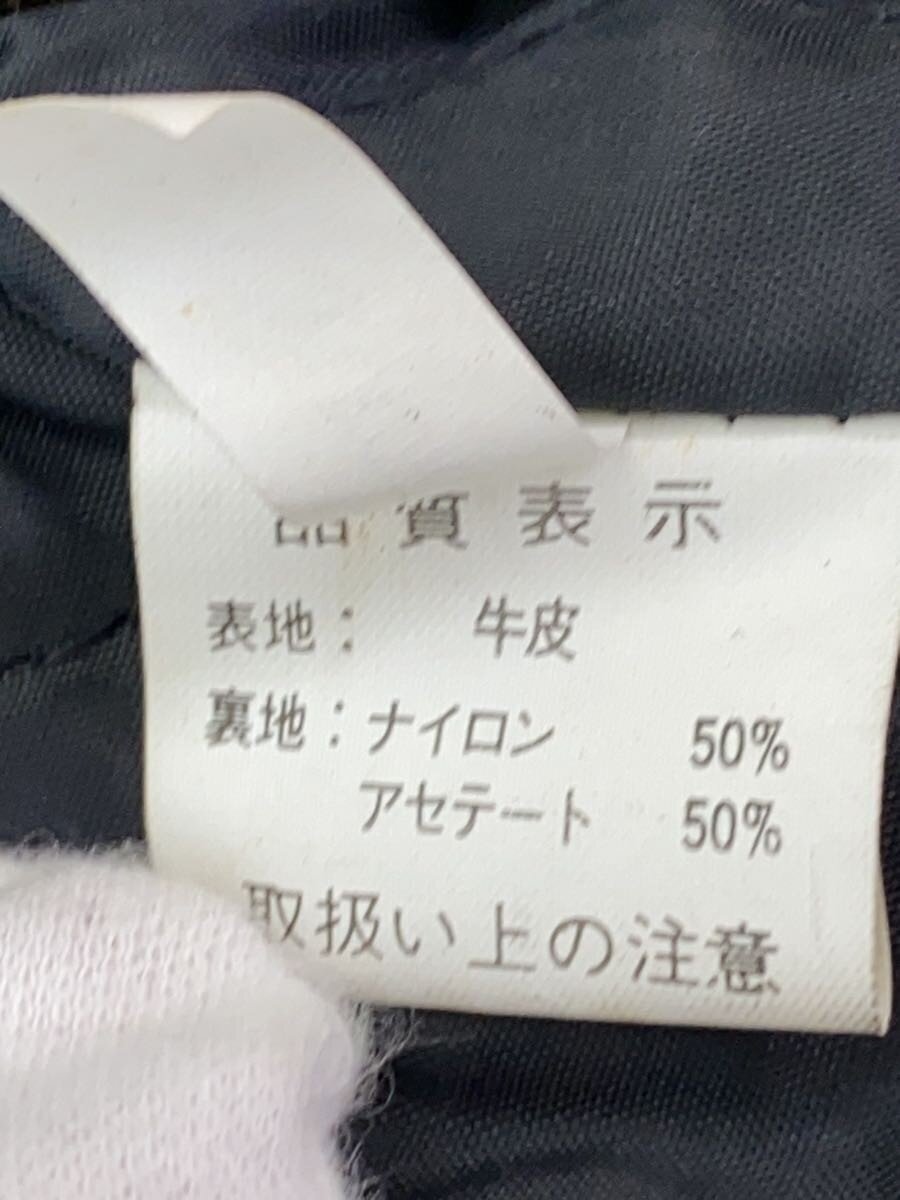 品質表示
表地： 牛皮
裏地：ナイロン 50%
アセテート 50%
取扱い上の注意